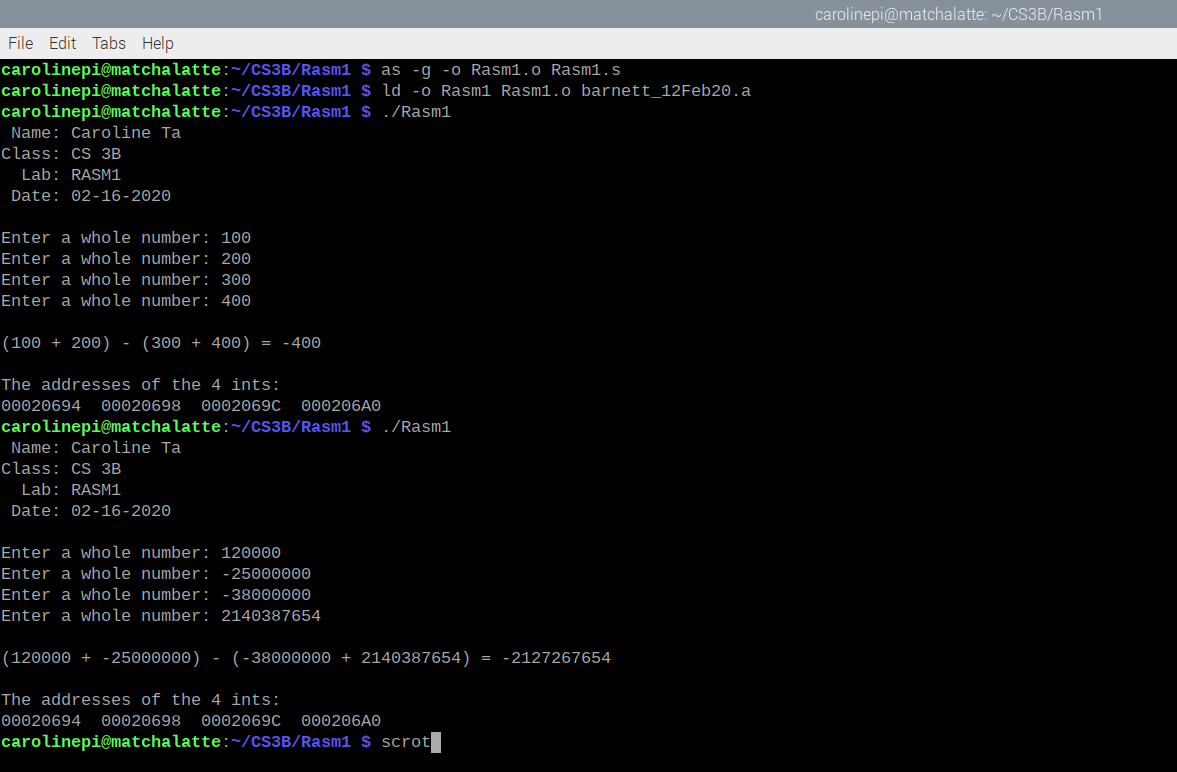 carolinepi@matchalatte: ~/CS3B/Rasm1
File Edit Tabs Help
carolinepi@matchalatte:~/CS3B/Rasm1 $ as -g -o Rasm1.o Rasm1.s
carolinepi@matchalatte:~/CS3B/Rasm1 $ ld -o Rasm1 Rasm1.o barnett_12Feb20.a
carolinepi@matchalatte:~/CS3B/Rasm1 $ ./Rasm1
 Name: Caroline Ta
Class: CS 3B
  Lab: RASM1
 Date: 02-16-2020

Enter a whole number: 100
Enter a whole number: 200
Enter a whole number: 300
Enter a whole number: 400

(100 + 200) - (300 + 400) = -400

The addresses of the 4 ints:
00020694  00020698  0002069C  000206A0
carolinepi@matchalatte:~/CS3B/Rasm1 $ ./Rasm1
 Name: Caroline Ta
Class: CS 3B
  Lab: RASM1
 Date: 02-16-2020

Enter a whole number: 120000
Enter a whole number: -25000000
Enter a whole number: -38000000
Enter a whole number: 2140387654

(120000 + -25000000) - (-38000000 + 2140387654) = -2127267654

The addresses of the 4 ints:
00020694  00020698  0002069C  000206A0
carolinepi@matchalatte:~/CS3B/Rasm1 $ scrot